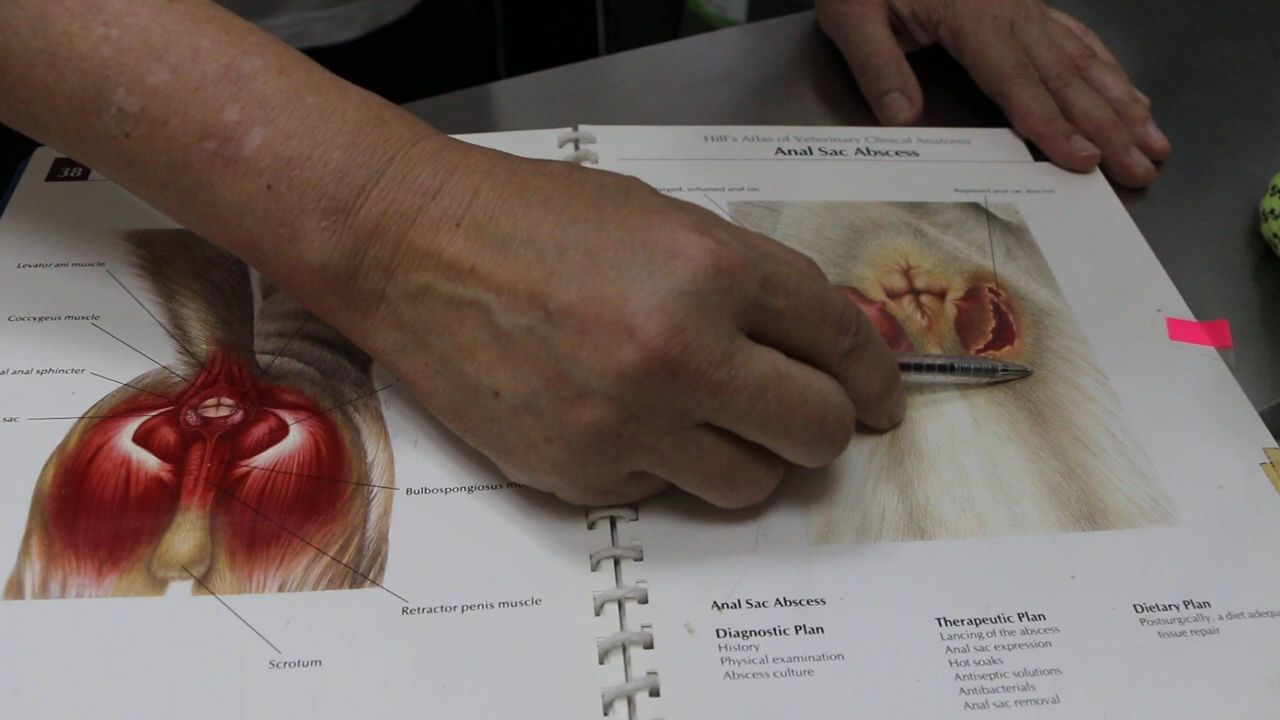 38
Levator ani muscle
Coccygeus muscle
al anal sphincter
sac
Bulbospongiosus
Retractor penis muscle
Scrotum
Hill's Atlas of Veterinary Clinical Anatomy
Anal Sac Abscess
inflamed anal sac
Ruptured anal sac abscess
Anal Sac Abscess
Diagnostic Plan
History
Physical examination
Abscess culture
Therapeutic Plan
Lancing of the abscess
Anal sac expression
Hot soaks
Antiseptic solutions
Antibacterials
Anal sac removal
Dietary Plan
Postsurgically, a diet adequ
tissue repair